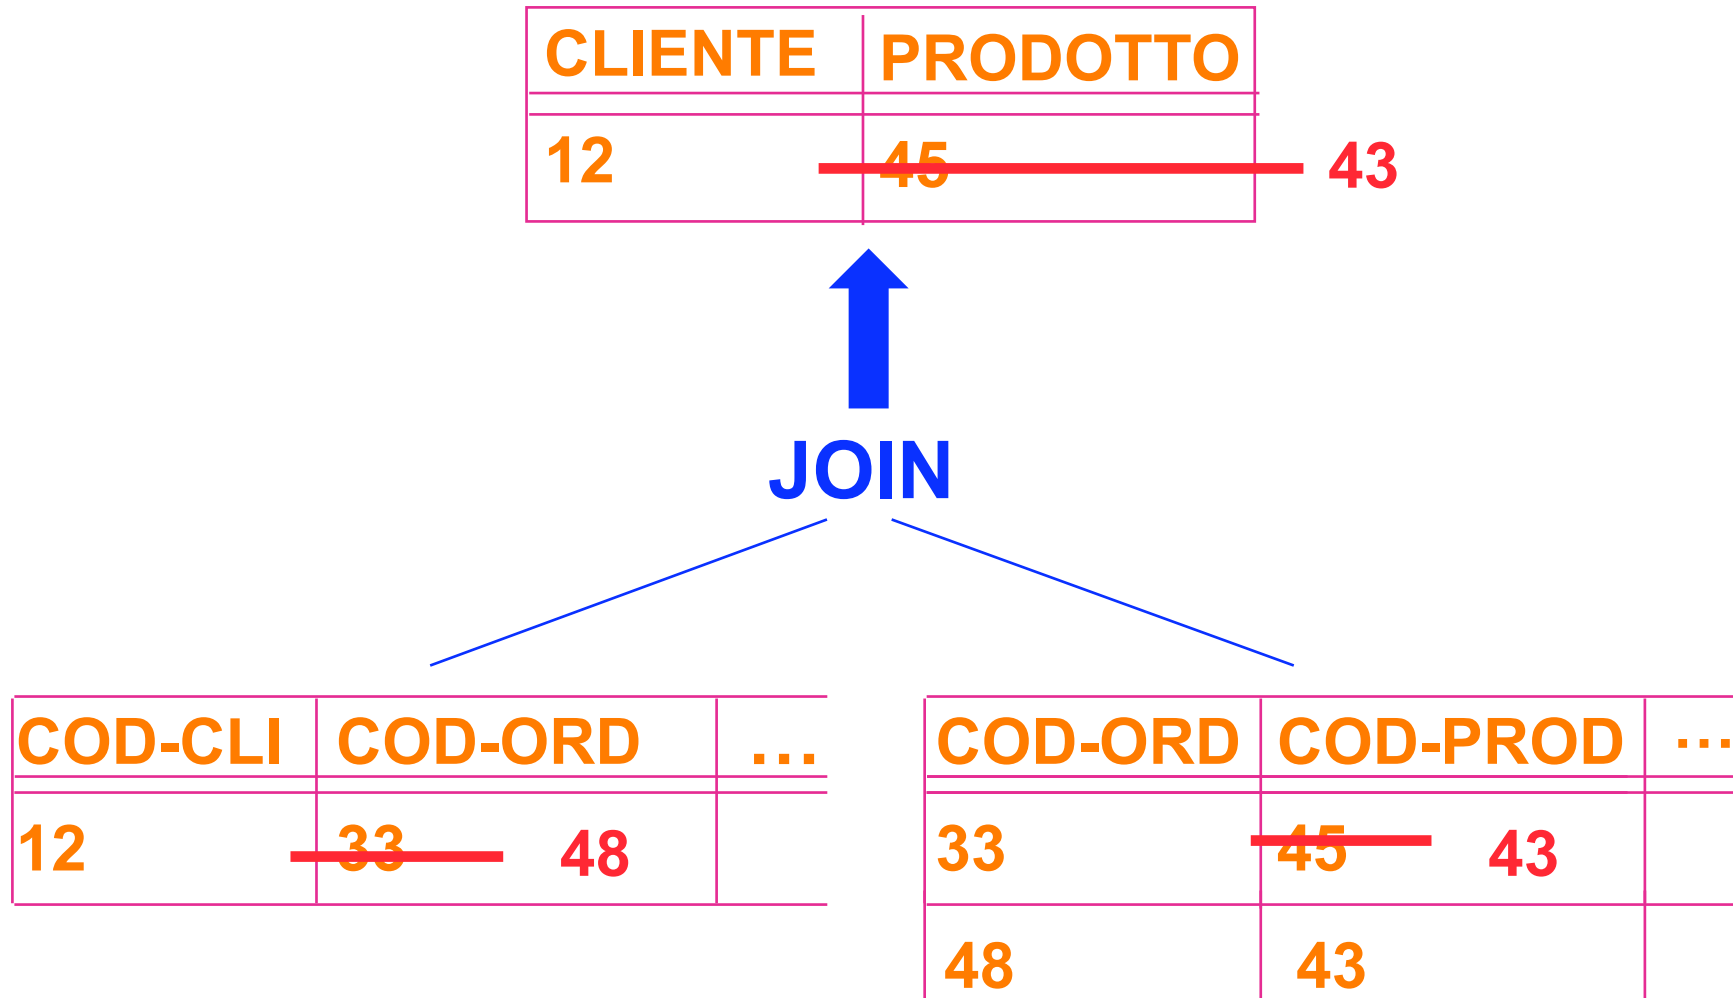 CLIENTE PRODOTTO
12 45 43
JOIN
COD-CLI COD-ORD ... COD-ORD COD-PROD ...
12 33 48 33 45 43
48 43